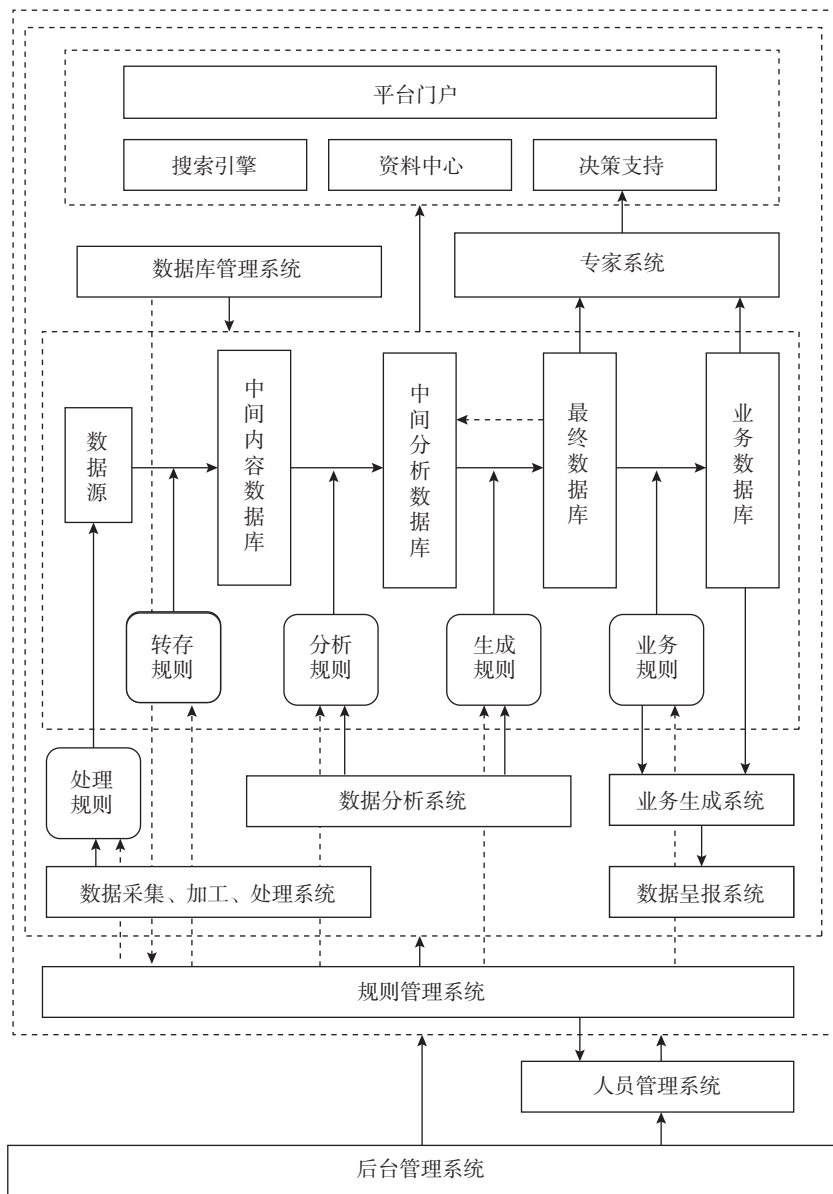 平台门户
搜索引擎
资料中心
决策支持
数据库管理系统
专家系统
数据源
中间内容数据库
中间分析数据库
最终数据库
业务数据库
转存
规则
分析
规则
生成
规则
业务
规则
处理
规则
数据分析系统
业务生成系统
数据采集、加工、处理系统
数据呈报系统
规则管理系统
人员管理系统
后台管理系统